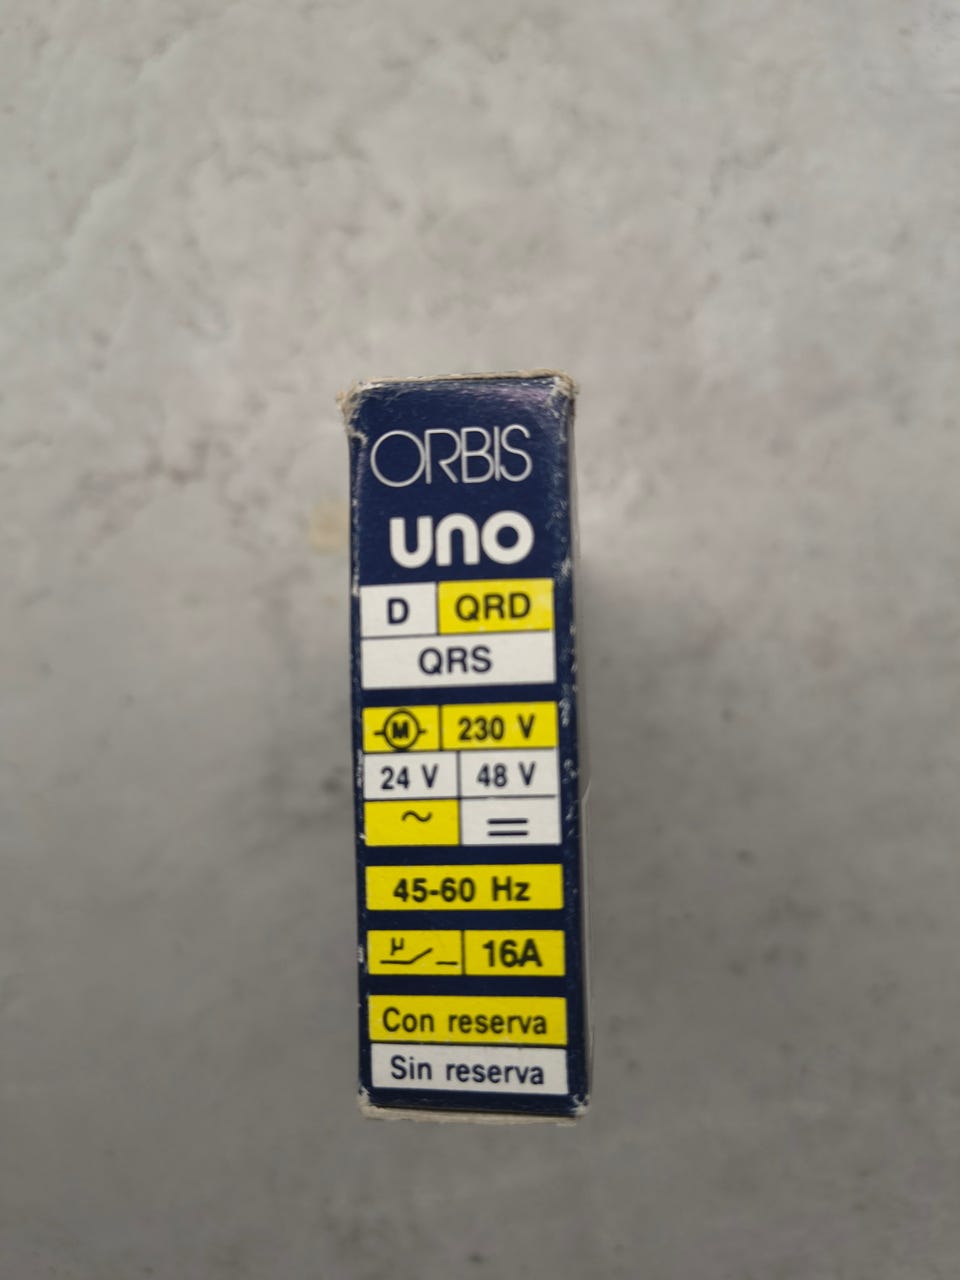 ORBIS
uno
D QRD
QRS
M 230 V
24 V 48 V
~ =
45-60 Hz
µ 16A
Con reserva
Sin reserva